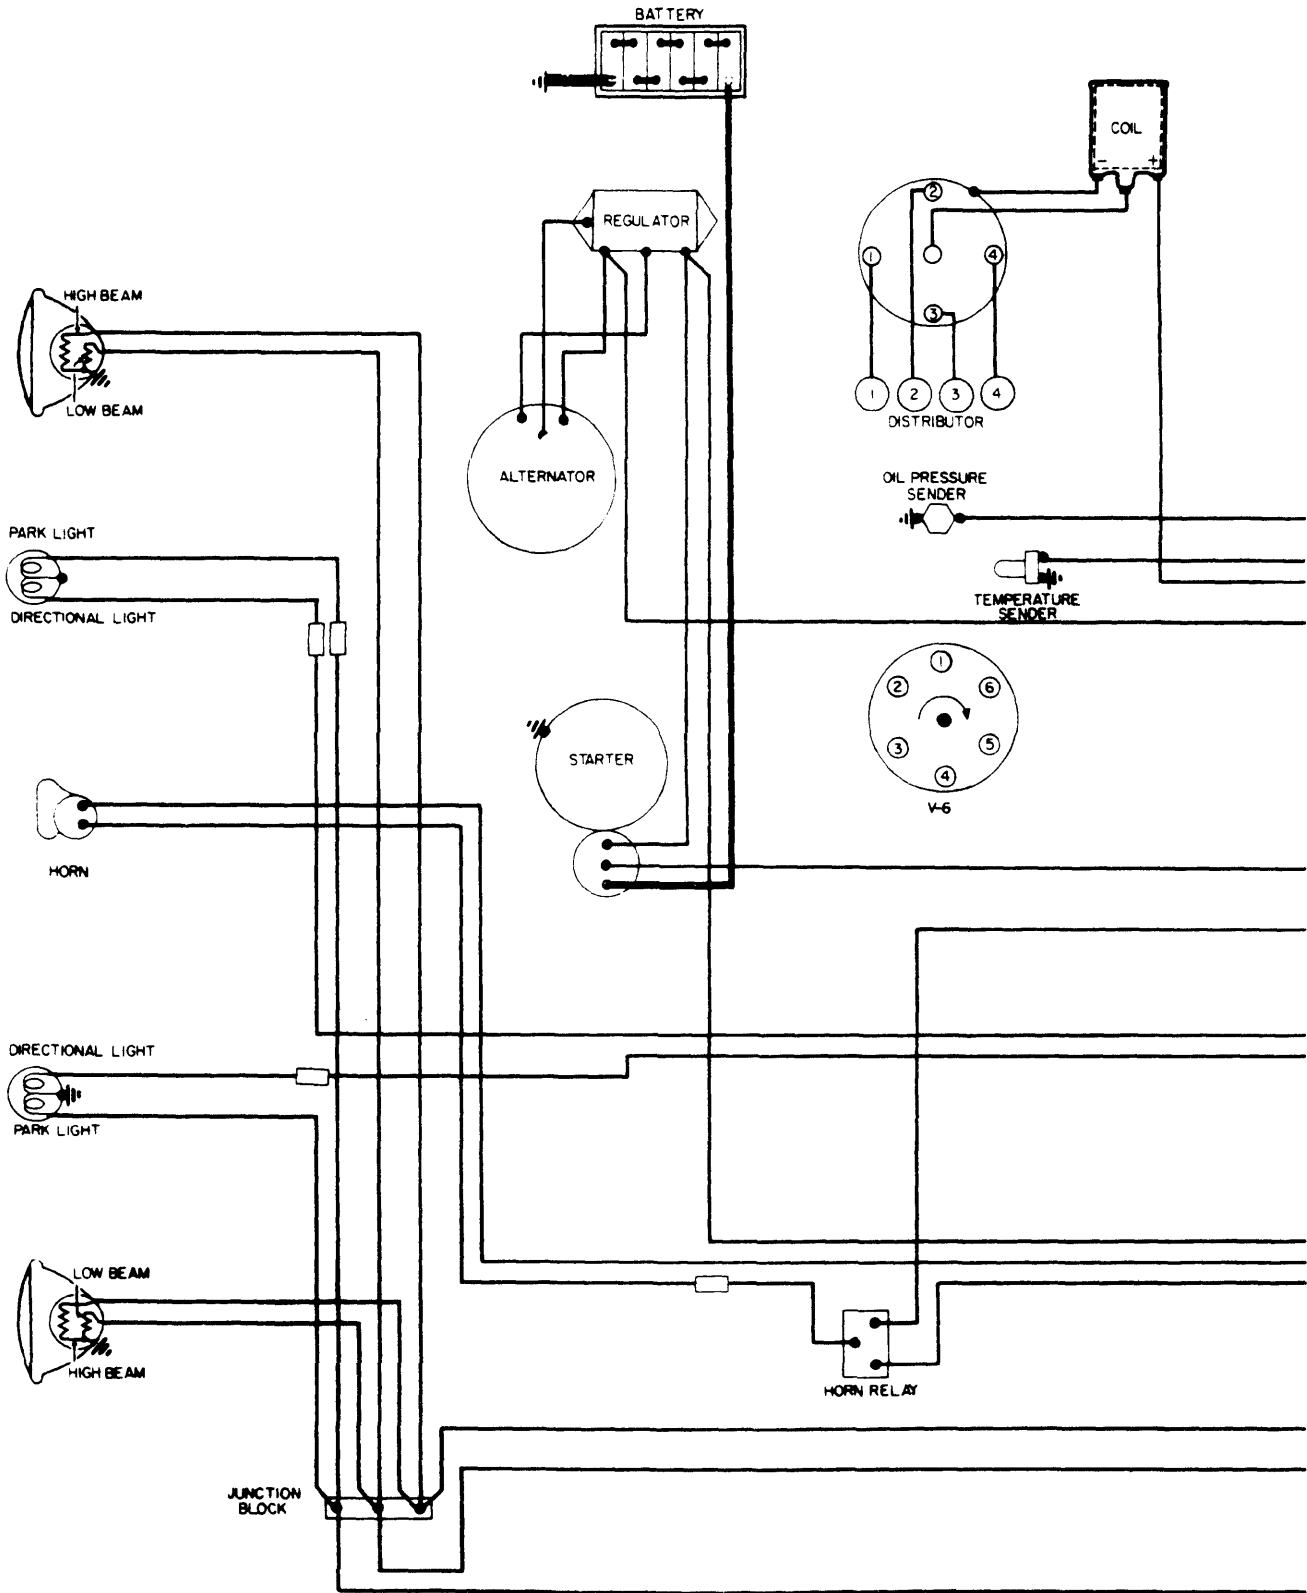 BATTERY
COIL
- +
2
REGULATOR
1
4
3
HIGH BEAM
LOW BEAM
1 2 3 4
DISTRIBUTOR
ALTERNATOR
OIL PRESSURE
SENDER
PARK LIGHT
DIRECTIONAL LIGHT
TEMPERATURE
SENDER
1
2
6
3
5
4
V-6
STARTER
HORN
DIRECTIONAL LIGHT
PARK LIGHT
LOW BEAM
HIGH BEAM
HORN RELAY
JUNCTION
BLOCK